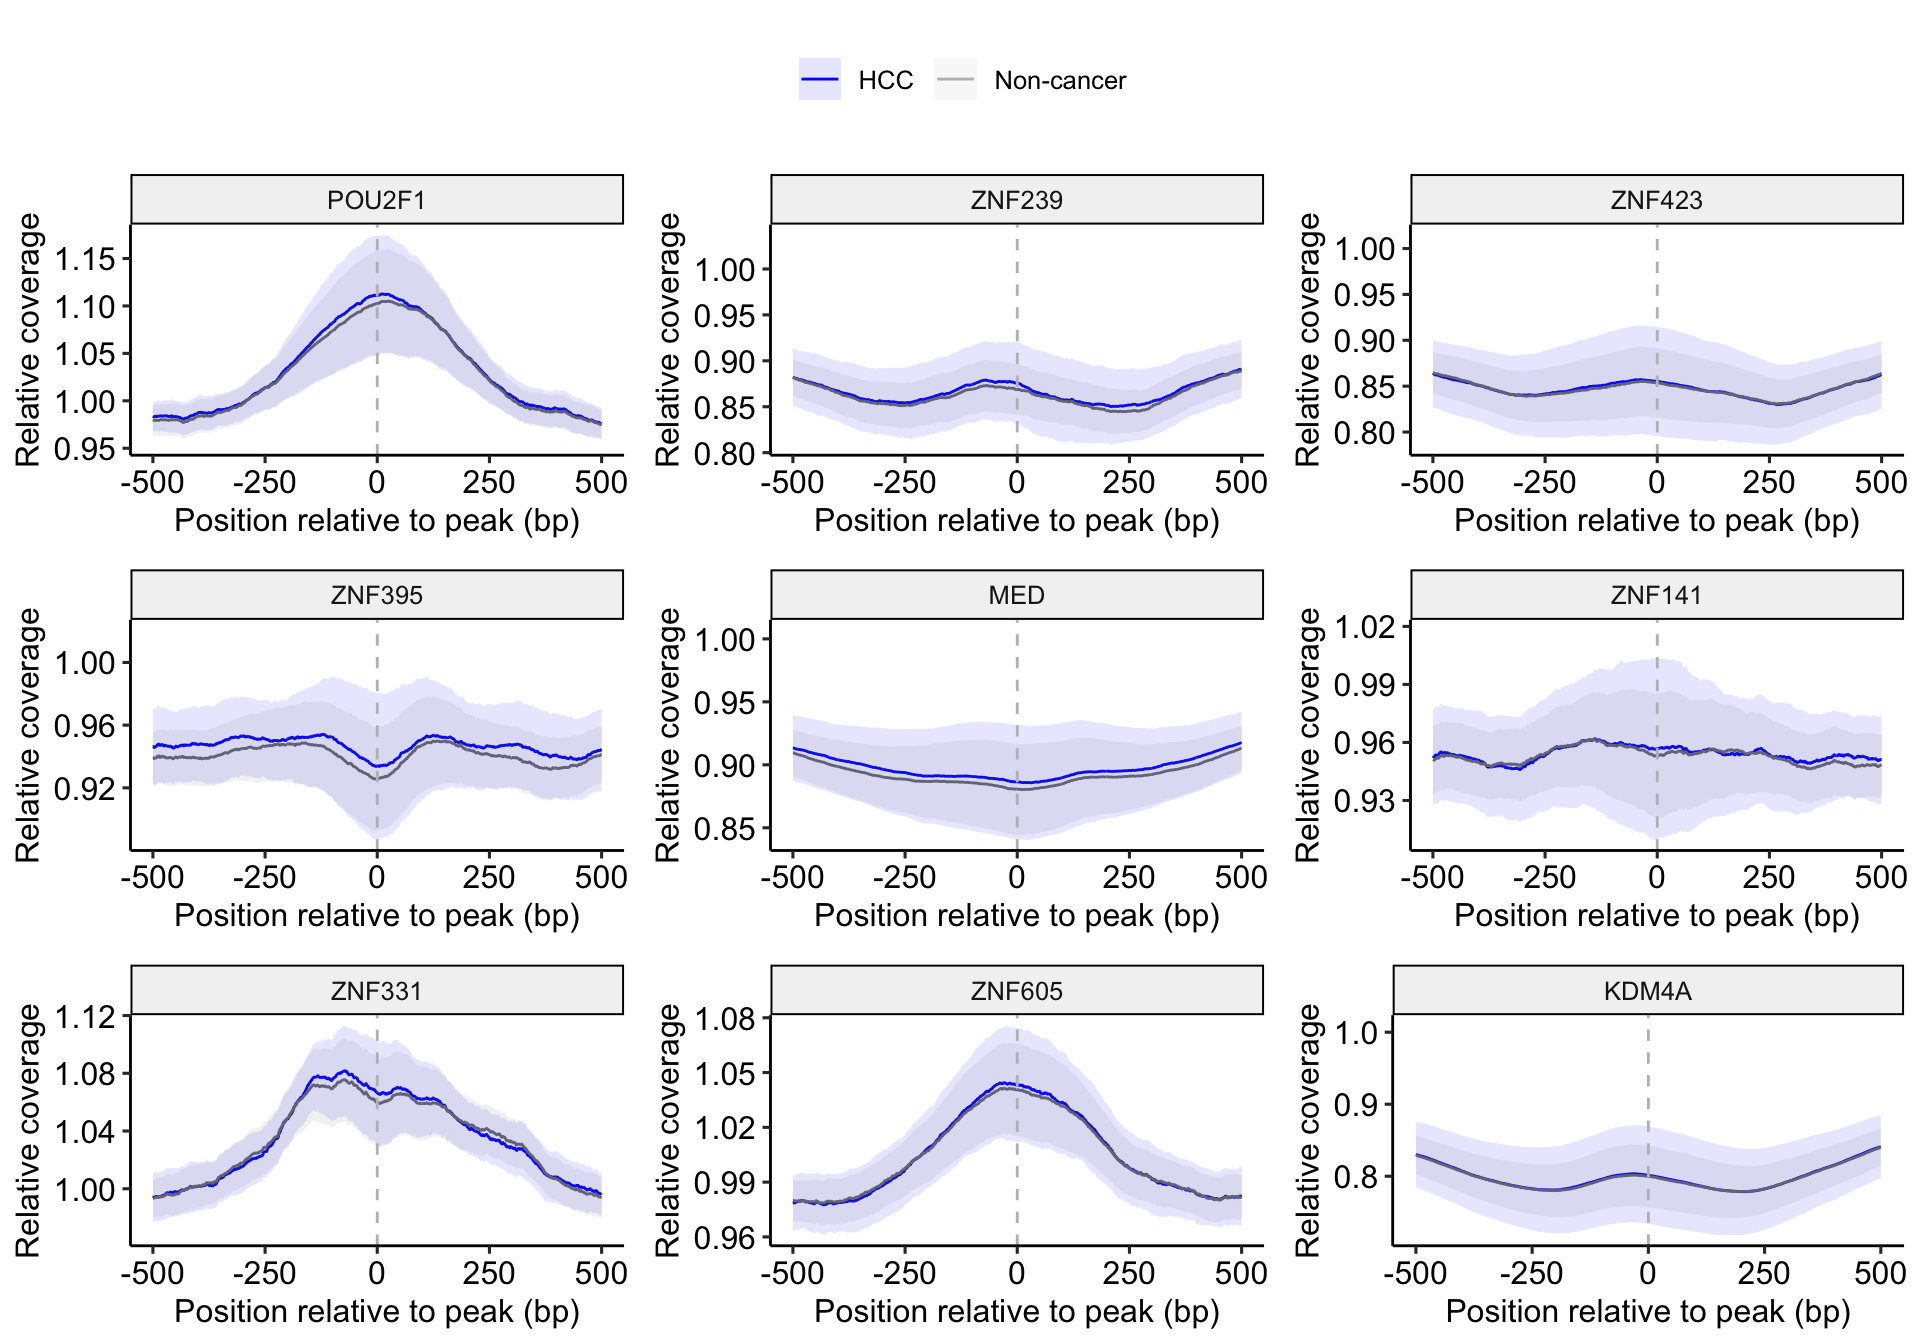 HCC Non-cancer
POU2F1 ZNF239 ZNF423
Relative coverage
1.15
1.10
1.05
1.00
0.95
-500 -250 0 250 500
Position relative to peak (bp)
Relative coverage
1.00
0.95
0.90
0.85
0.80
-500 -250 0 250 500
Position relative to peak (bp)
Relative coverage
1.00
0.95
0.90
0.85
0.80
-500 -250 0 250 500
Position relative to peak (bp)
ZNF395 MED ZNF141
Relative coverage
1.00
0.96
0.92
-500 -250 0 250 500
Position relative to peak (bp)
Relative coverage
1.00
0.95
0.90
0.85
-500 -250 0 250 500
Position relative to peak (bp)
Relative coverage
1.02
0.99
0.96
0.93
-500 -250 0 250 500
Position relative to peak (bp)
ZNF331 ZNF605 KDM4A
Relative coverage
1.12
1.08
1.04
1.00
-500 -250 0 250 500
Position relative to peak (bp)
Relative coverage
1.08
1.05
1.02
0.99
0.96
-500 -250 0 250 500
Position relative to peak (bp)
Relative coverage
1.0
0.9
0.8
-500 -250 0 250 500
Position relative to peak (bp)